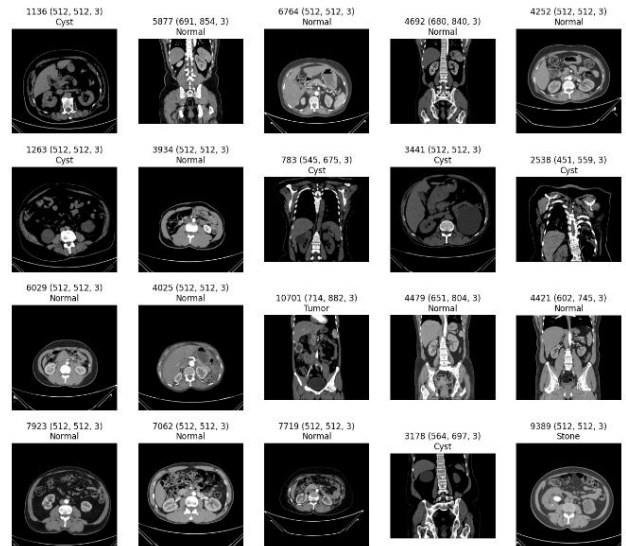 1136 (512, 512, 3)
Cyst
5877 (691, 854, 3)
Normal
6764 (512, 512, 3)
Normal
4692 (680, 840, 3)
Normal
4252 (512, 512, 3)
Normal
1263 (512, 512, 3)
Cyst
3934 (512, 512, 3)
Normal
783 (545, 675, 3)
Cyst
3441 (512, 512, 3)
Cyst
2538 (451, 559, 3)
Cyst
6029 (512, 512, 3)
Normal
4025 (512, 512, 3)
Normal
10701 (714, 882, 3)
Tumor
4479 (651, 804, 3)
Normal
4421 (602, 745, 3)
Normal
7923 (512, 512, 3)
Normal
7062 (512, 512, 3)
Normal
7719 (512, 512, 3)
Normal
3178 (564, 697, 3)
Cyst
9389 (512, 512, 3)
Stone